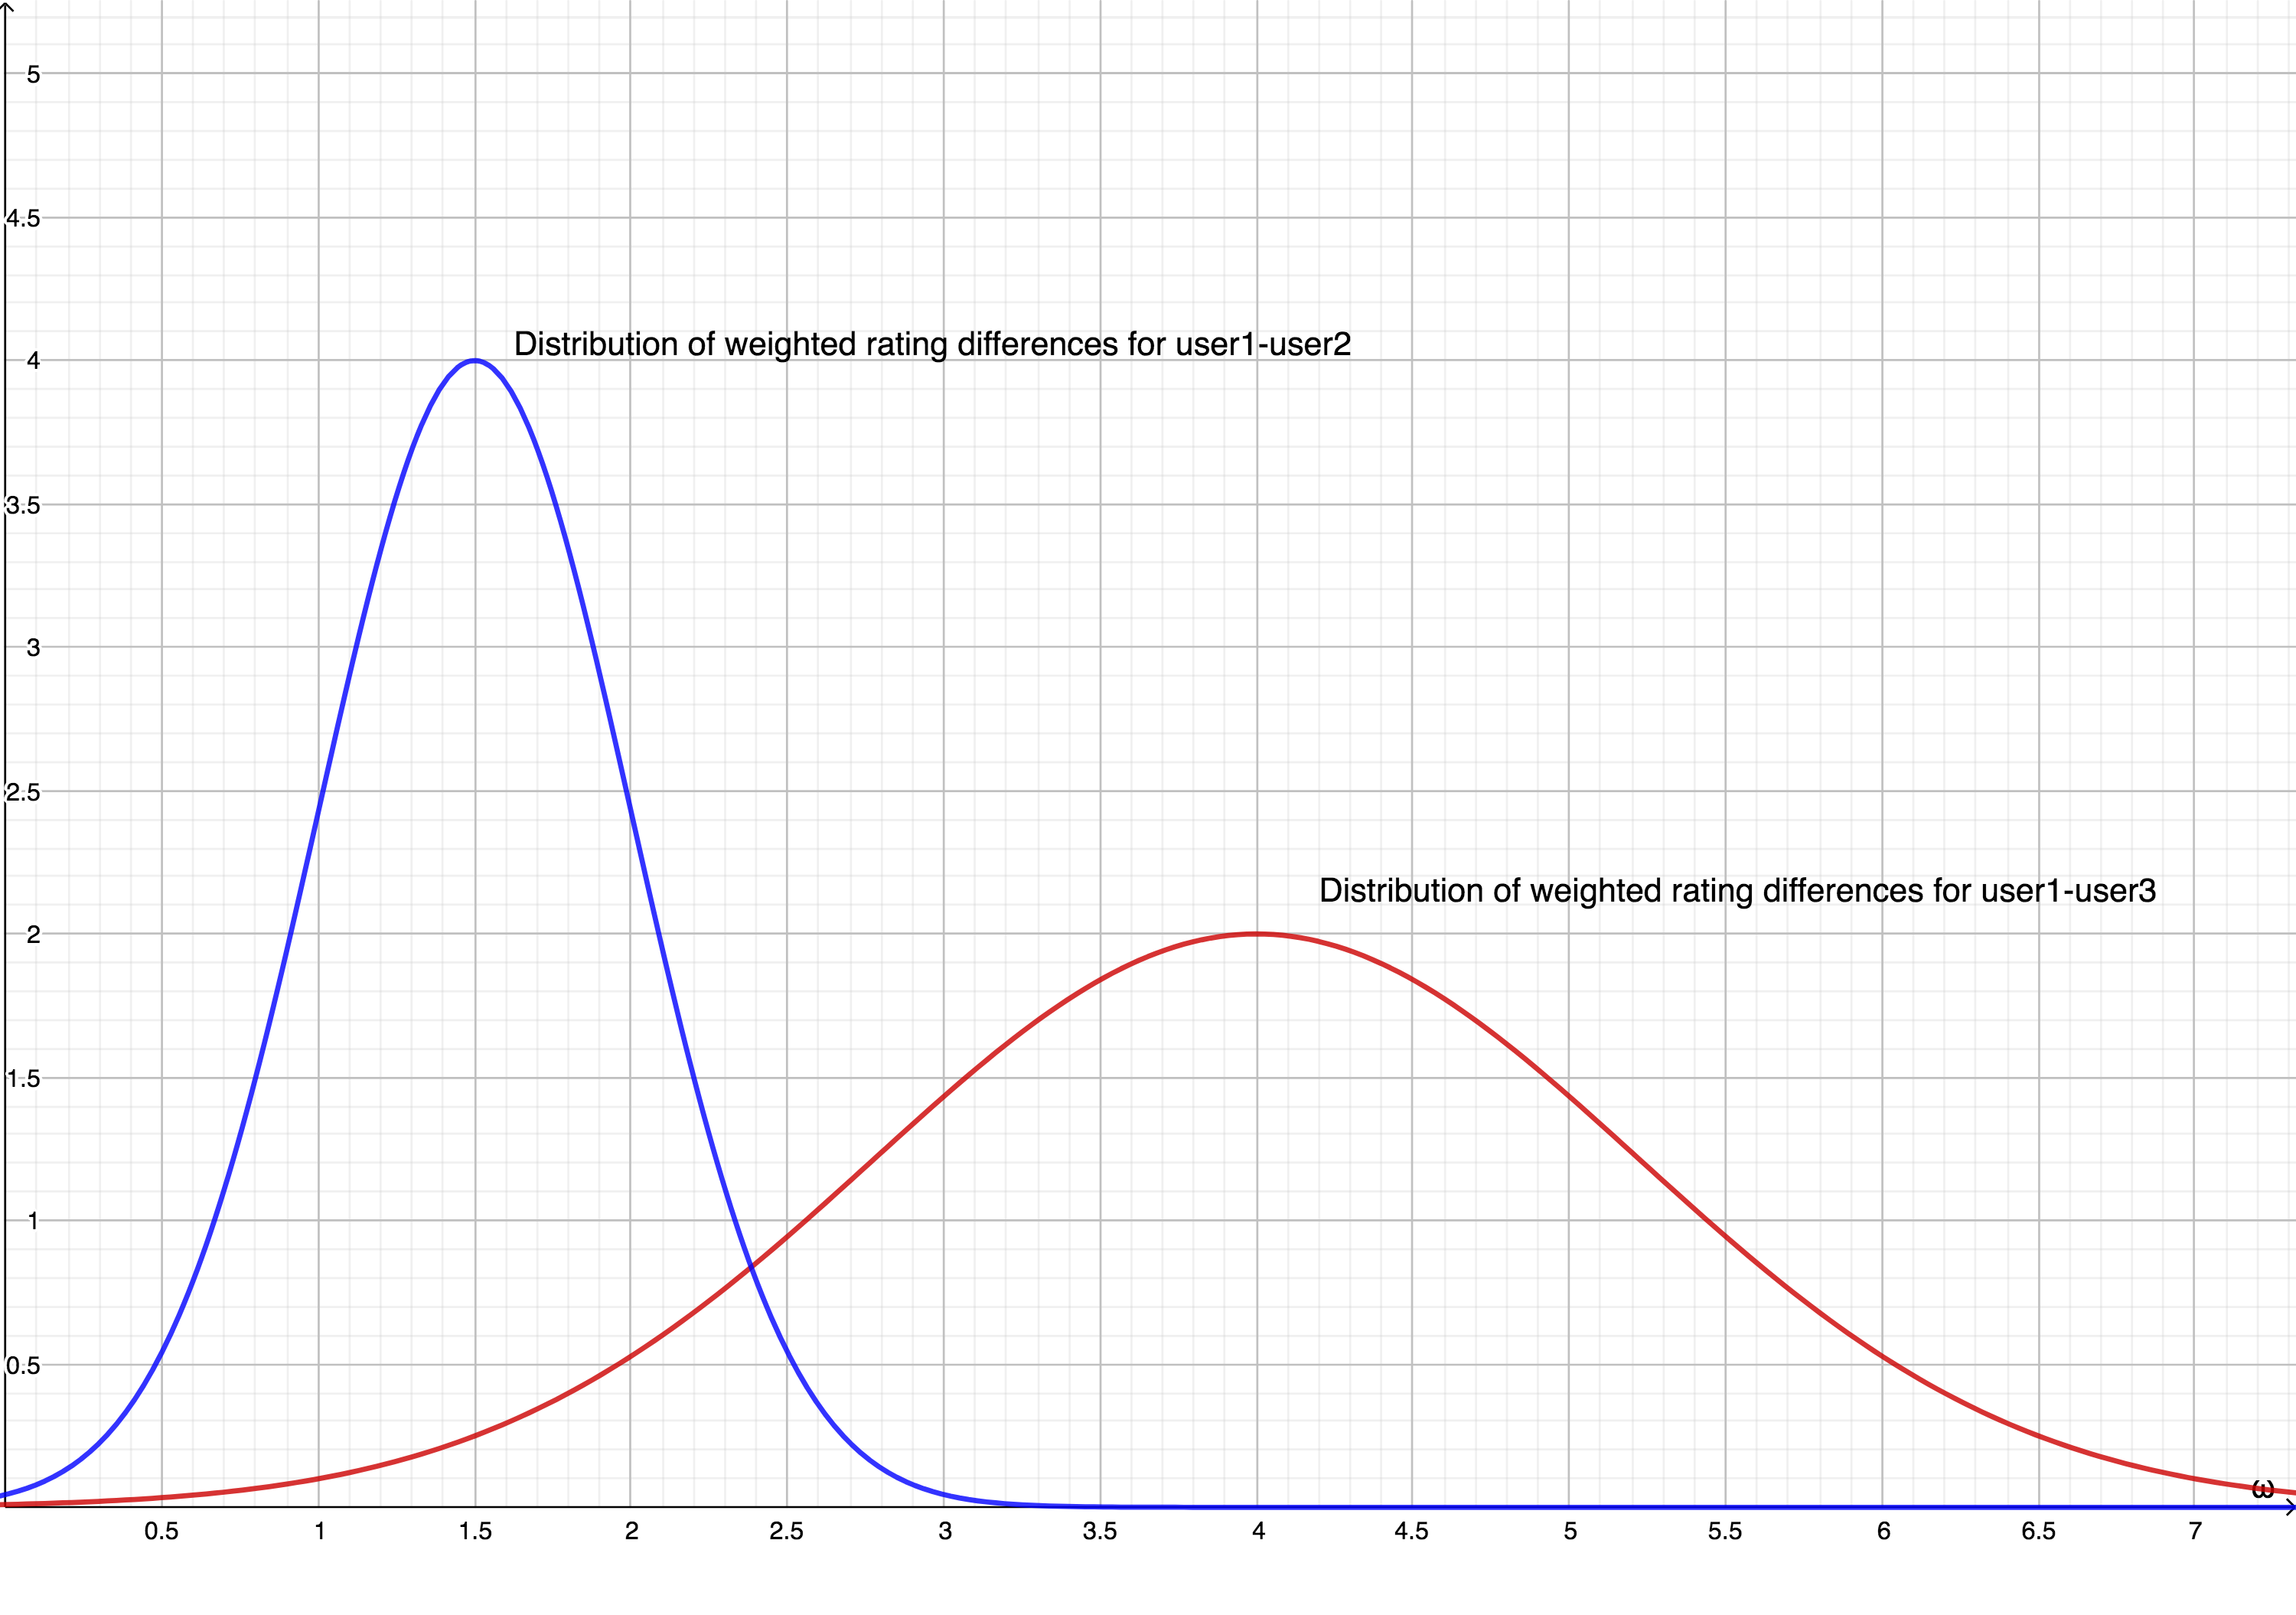 5
4.5
Distribution of weighted rating differences for user1-user2
4
3.5
3
2.5
Distribution of weighted rating differences for user1-user3
2
1.5
1
0.5
ω
0.5 1 1.5 2 2.5 3 3.5 4 4.5 5 5.5 6 6.5 7